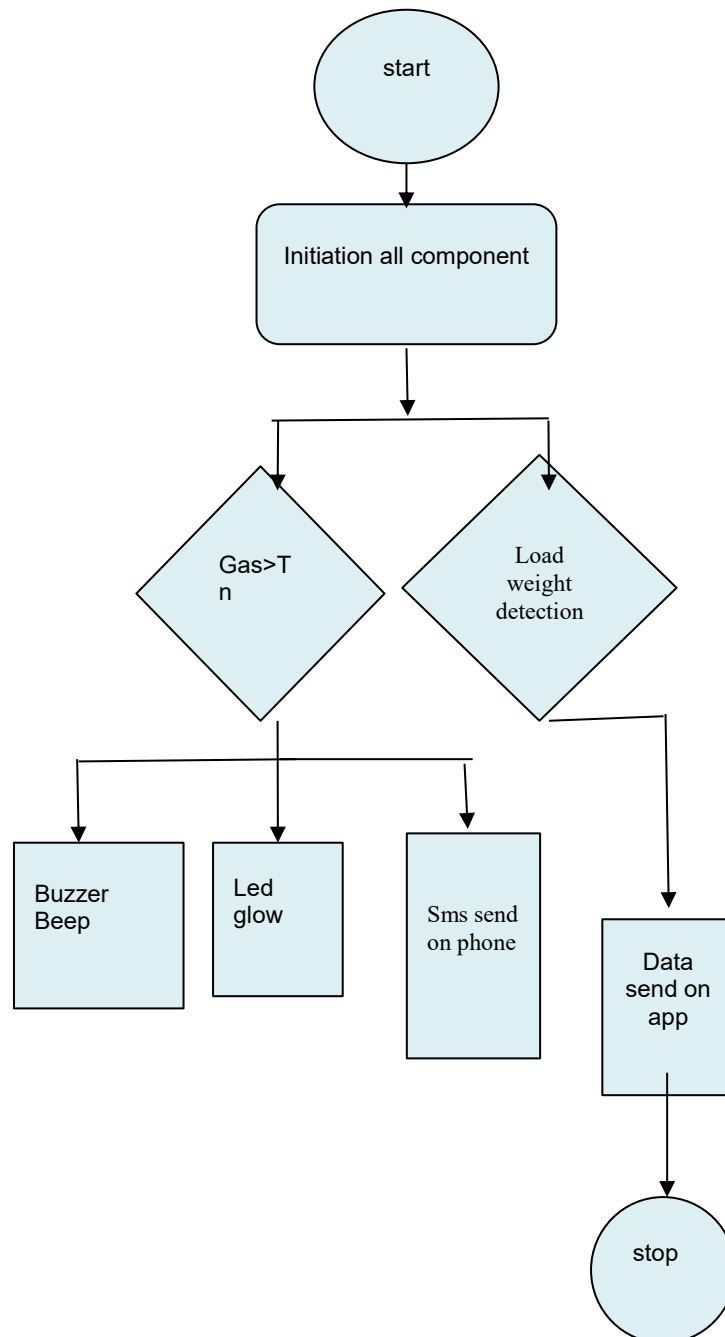 start
Initiation all component
Gas>T
n
Load
weight
detection
Buzzer
Beep
Led
glow
Sms send
on phone
Data
send on
app
stop